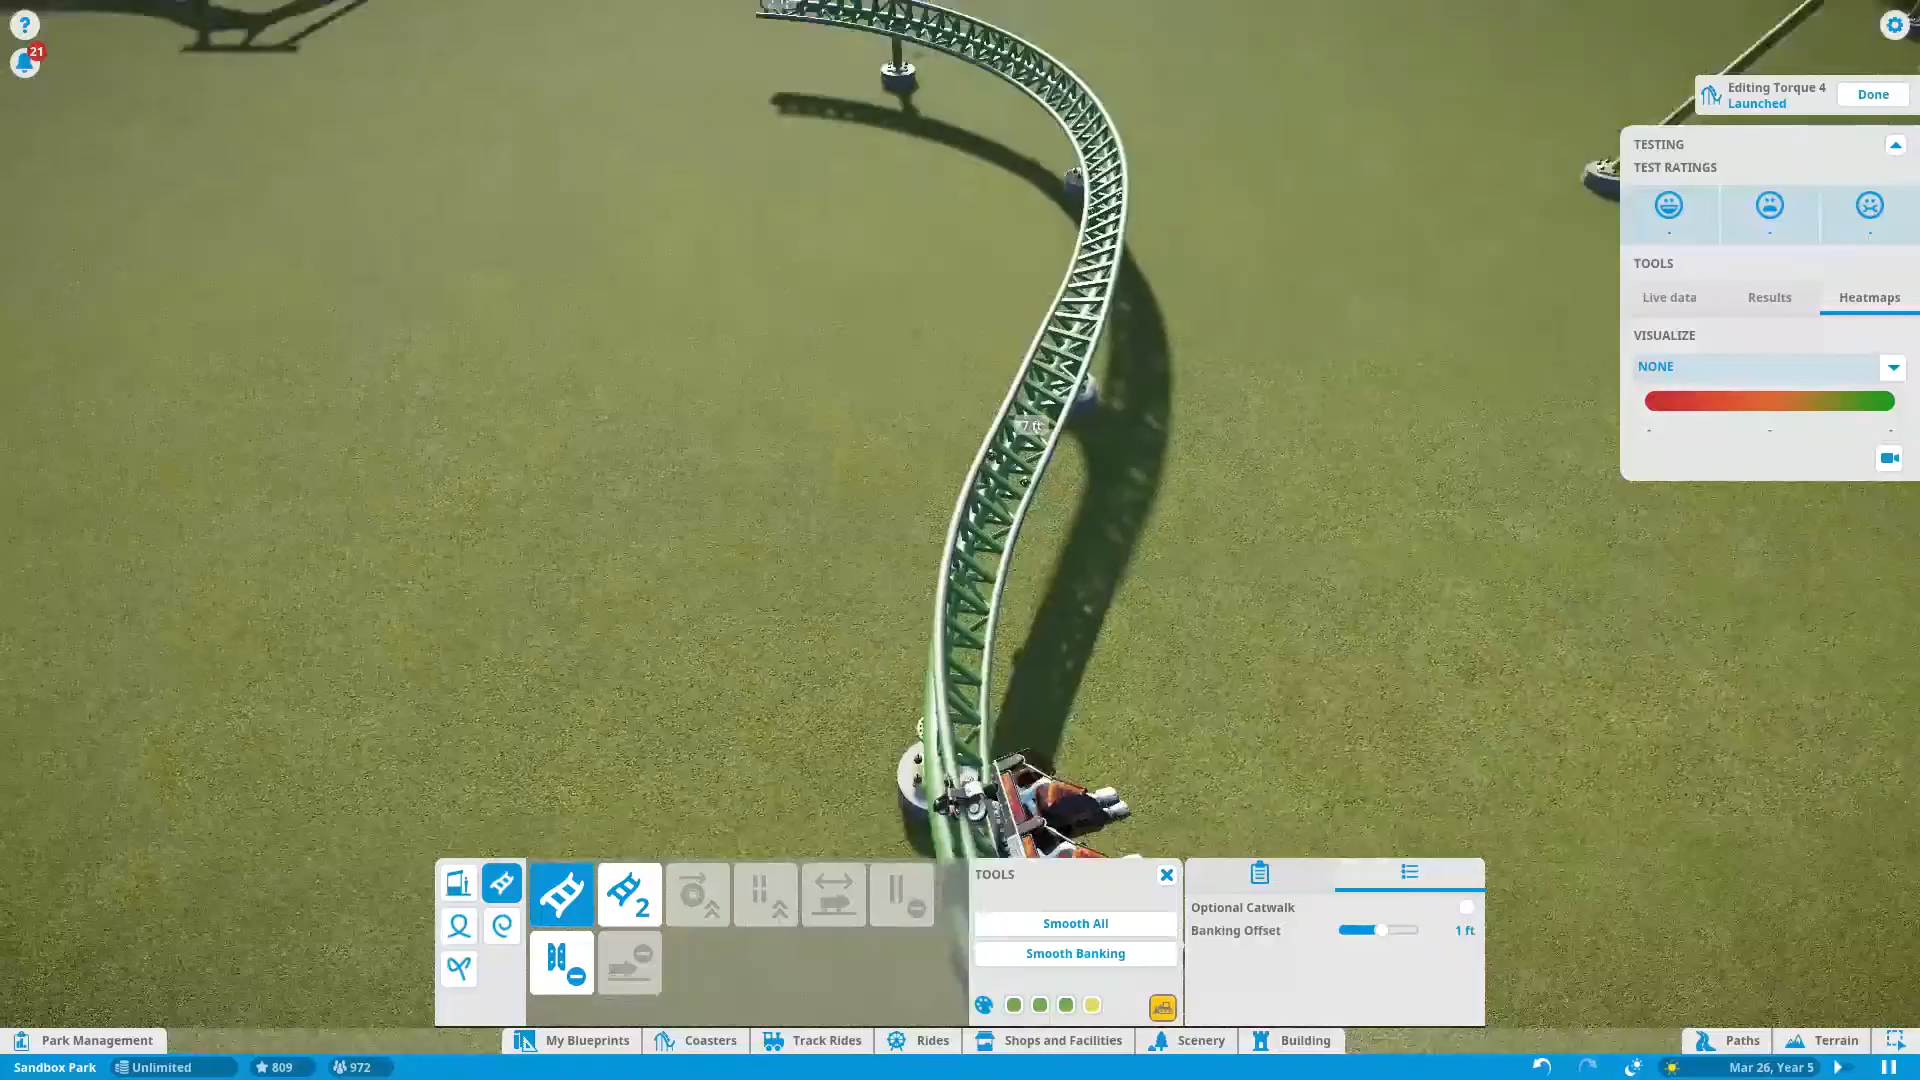 ?
21
Editing Torque 4
Launched
Done
TESTING
TEST RATINGS
- - -
TOOLS
Live data Results Heatmaps
VISUALIZE
NONE
- - -
7 ft
2
TOOLS
Smooth All
Smooth Banking
Optional Catwalk
Banking Offset 1 ft
Park Management My Blueprints Coasters Track Rides Rides Shops and Facilities Scenery Building Paths Terrain
Sandbox Park Unlimited 809 972 Mar 26, Year 5